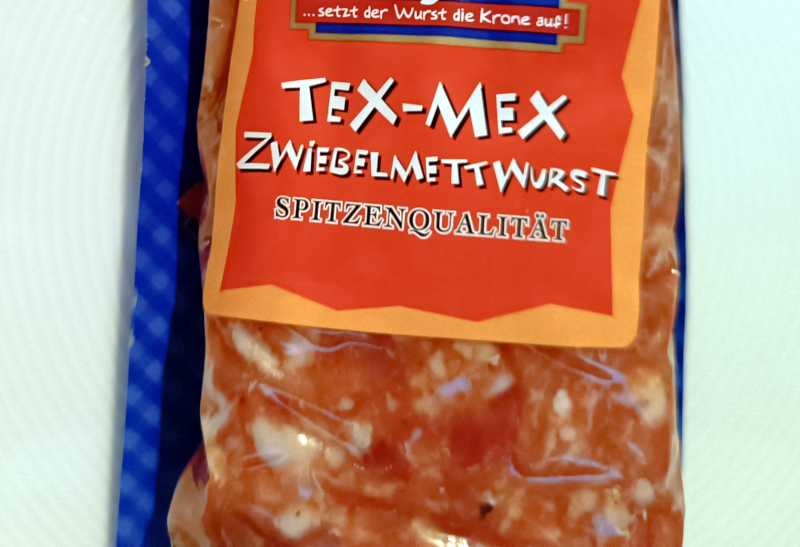 ...setzt der Wurst die Krone auf!
TEX-MEX
ZWIEBELMETTWURST
SPITZENQUALITÄT